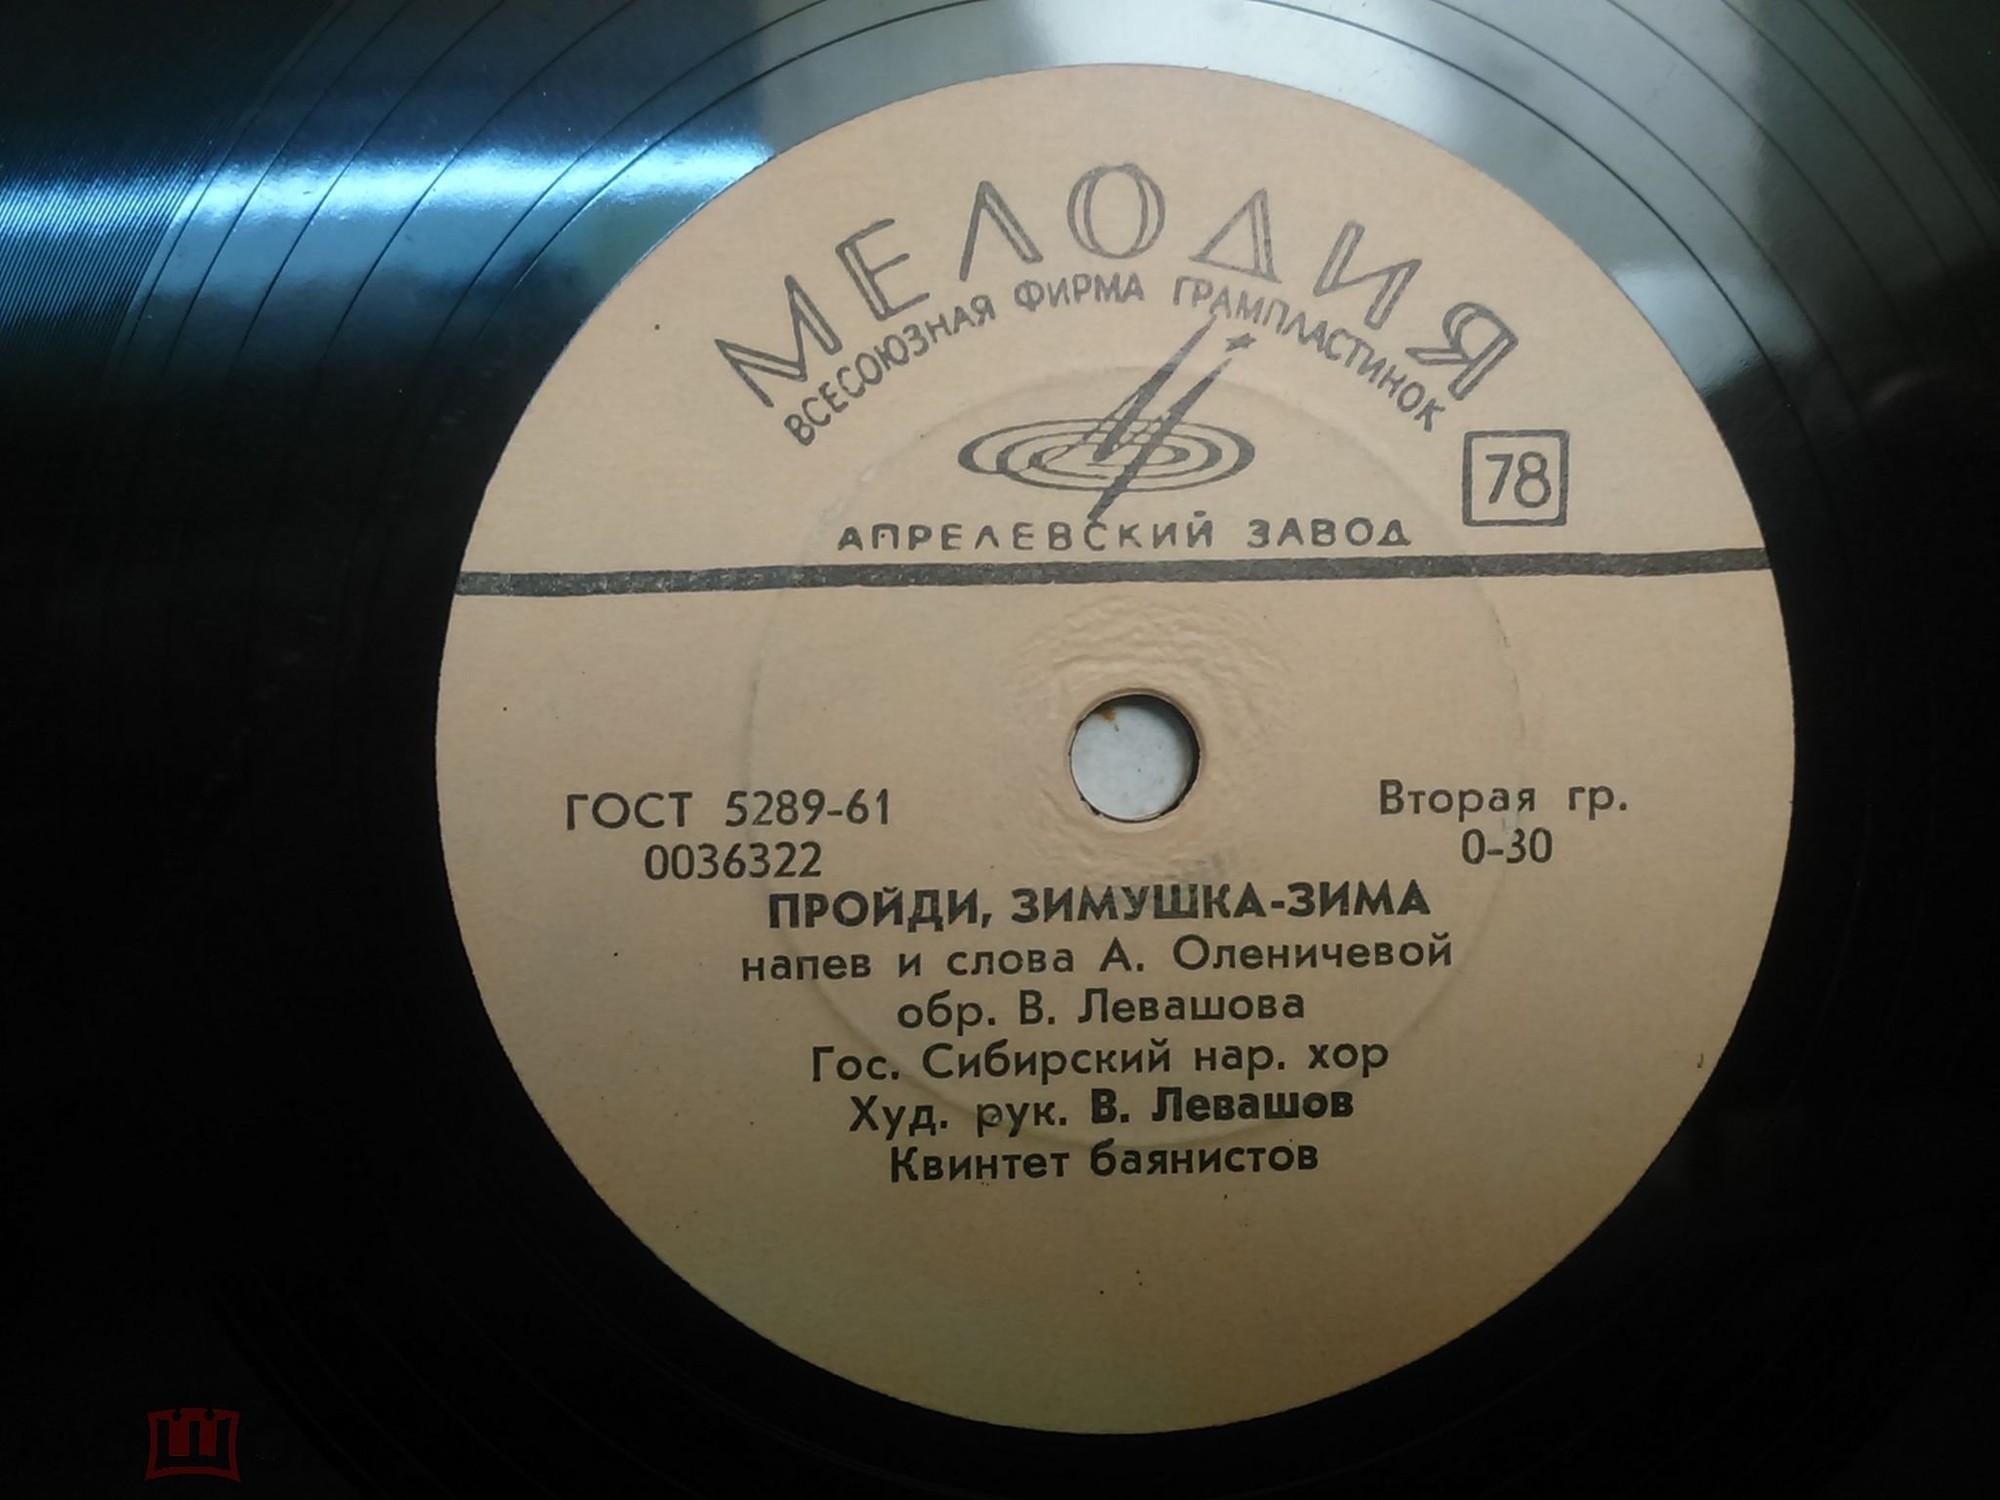 МЕЛОДИЯ
ВСЕСОЮЗНАЯ ФИРМА ГРАМПЛАСТИНОК
78
АПРЕЛЕВСКИЙ ЗАВОД
ГОСТ 5289-61
0036322
Вторая гр.
0-30
ПРОЙДИ, ЗИМУШКА-ЗИМА
напев и слова А. Оленичевой
обр. В. Левашова
Гос. Сибирский нар. хор
Худ. рук. В. Левашов
Квинтет баянистов